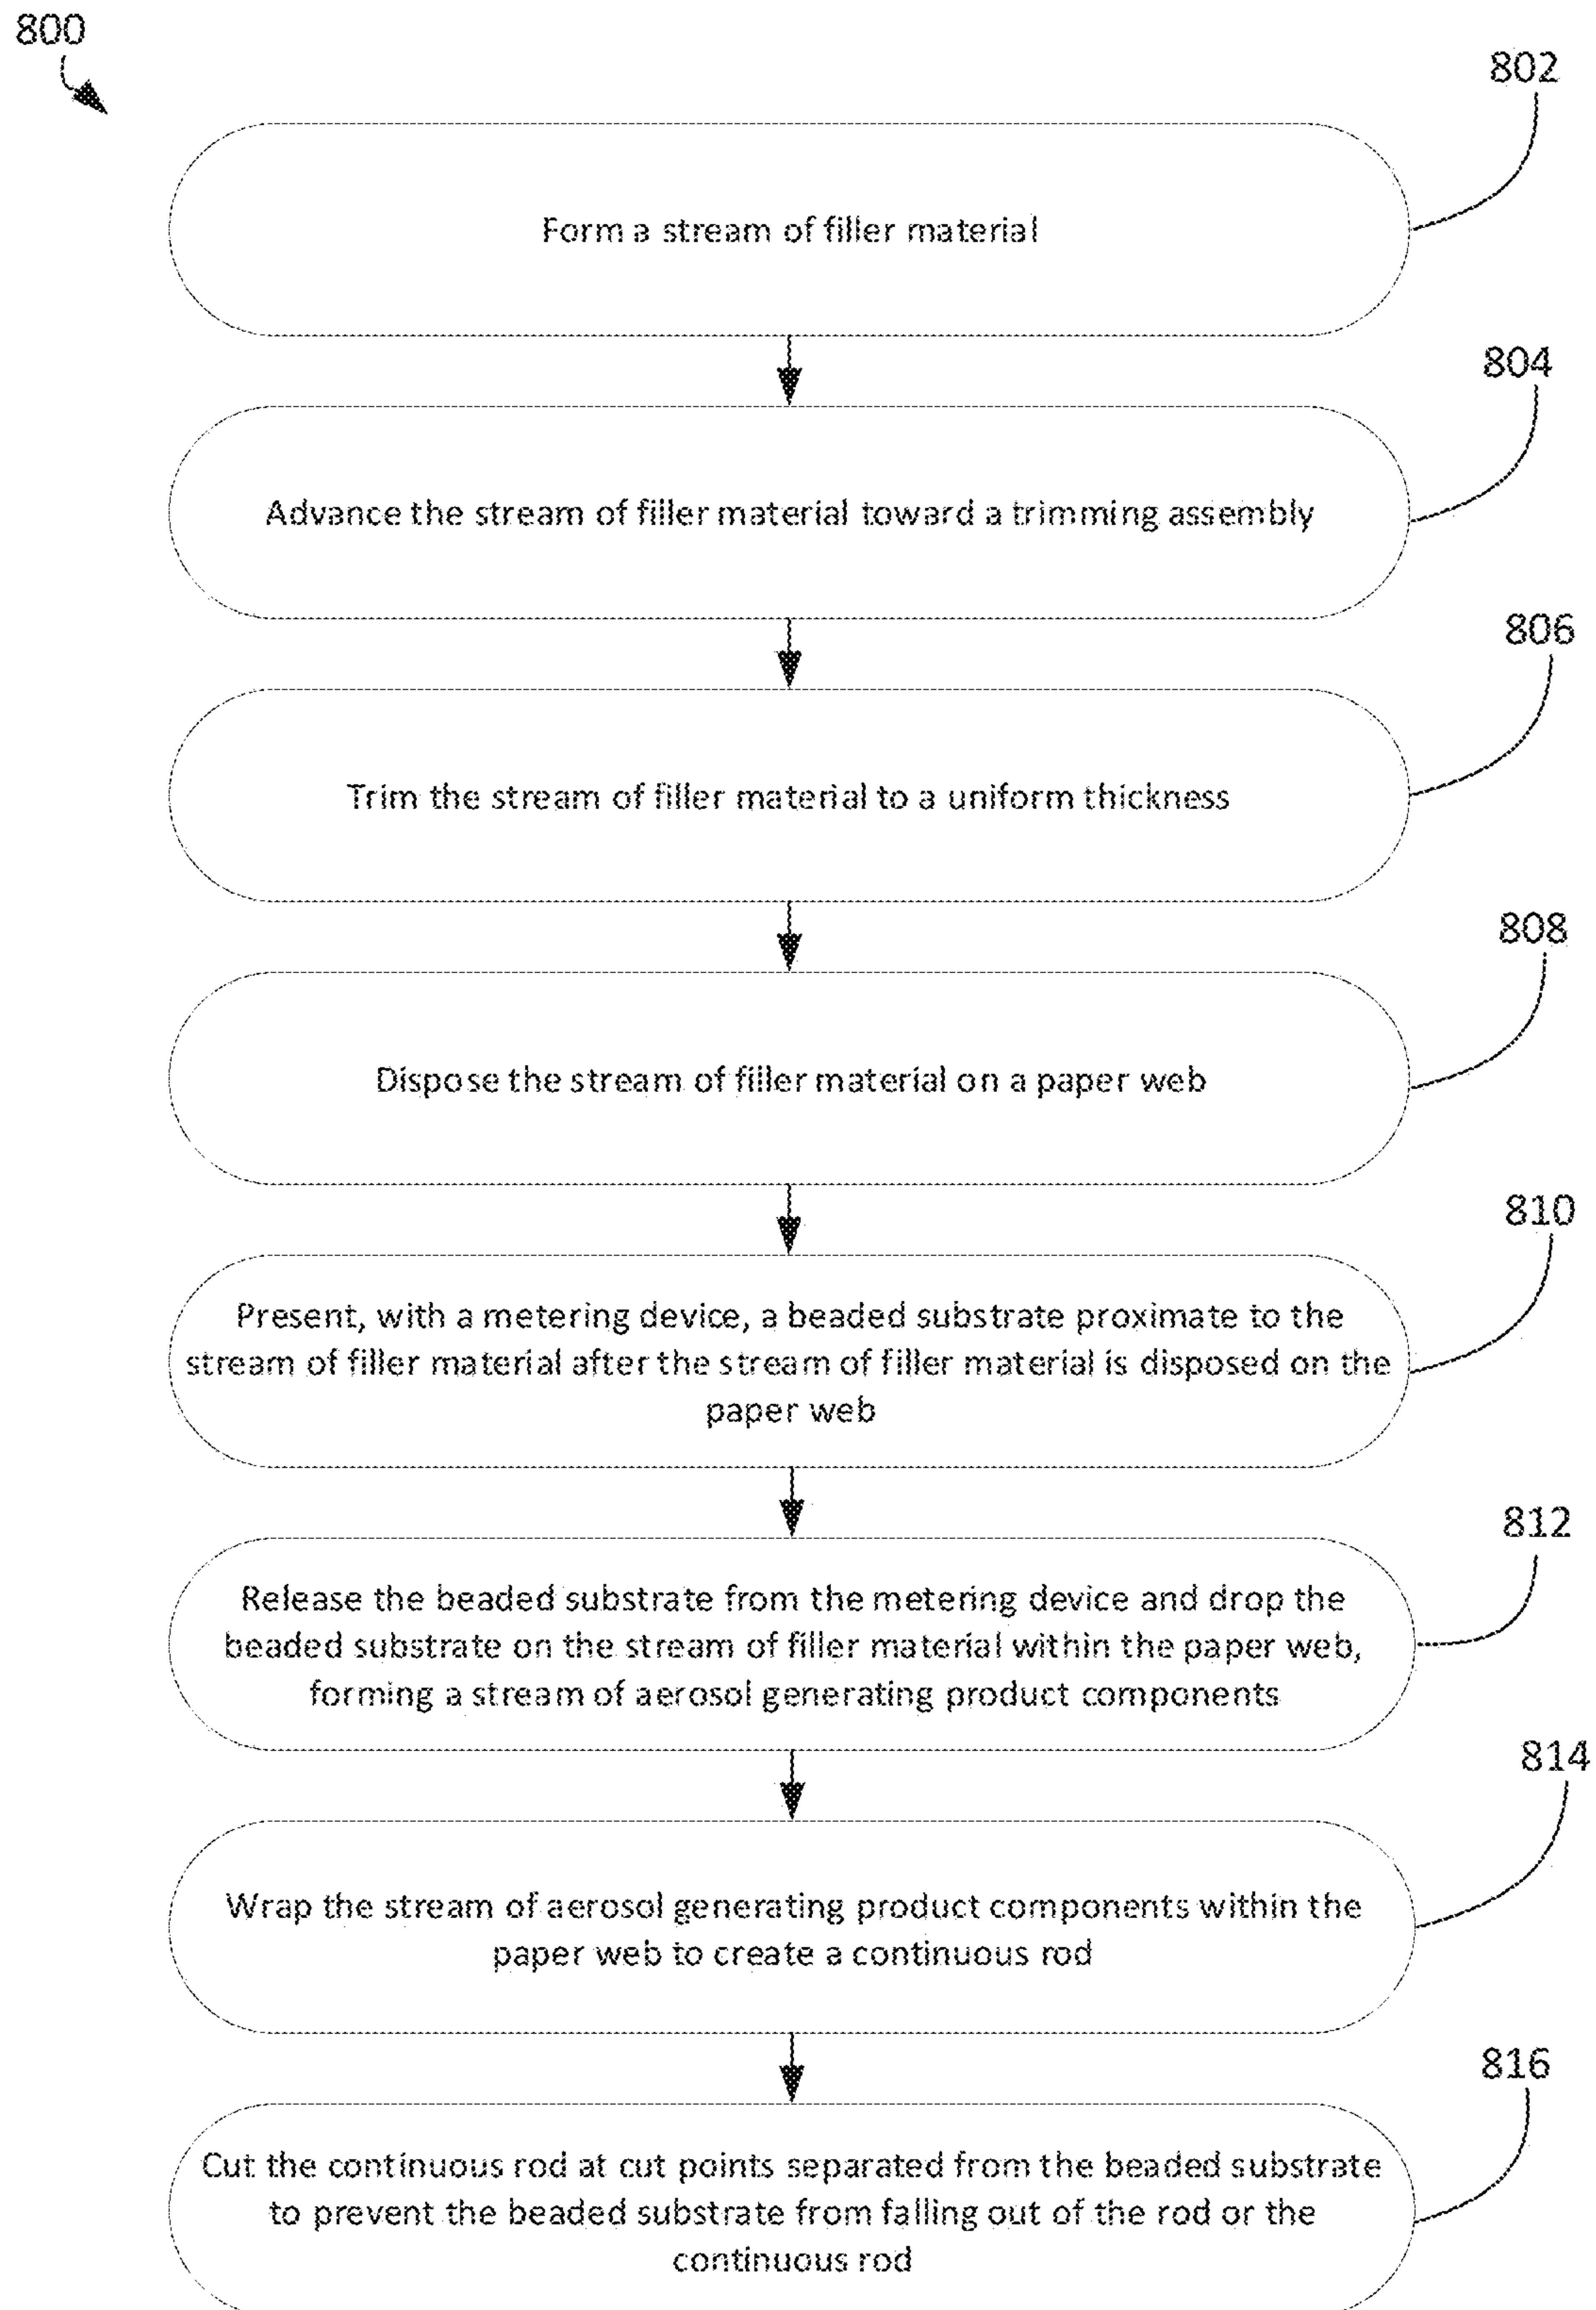 800
802
Form a stream of filler material
804
Advance the stream of filler material toward a trimming assembly
806
Trim the stream of filler material to a uniform thickness
808
Dispose the stream of filler material on a paper web
810
Present, with a metering device, a beaded substrate proximate to the
stream of filler material after the stream of filler material is disposed on the
paper web
812
Release the beaded substrate from the metering device and drop the
beaded substrate on the stream of filler material within the paper web,
forming a stream of aerosol generating product components
814
Wrap the stream of aerosol generating product components within the
paper web to create a continuous rod
816
Cut the continuous rod at cut points separated from the beaded substrate
to prevent the beaded substrate from falling out of the rod or the
continuous rod